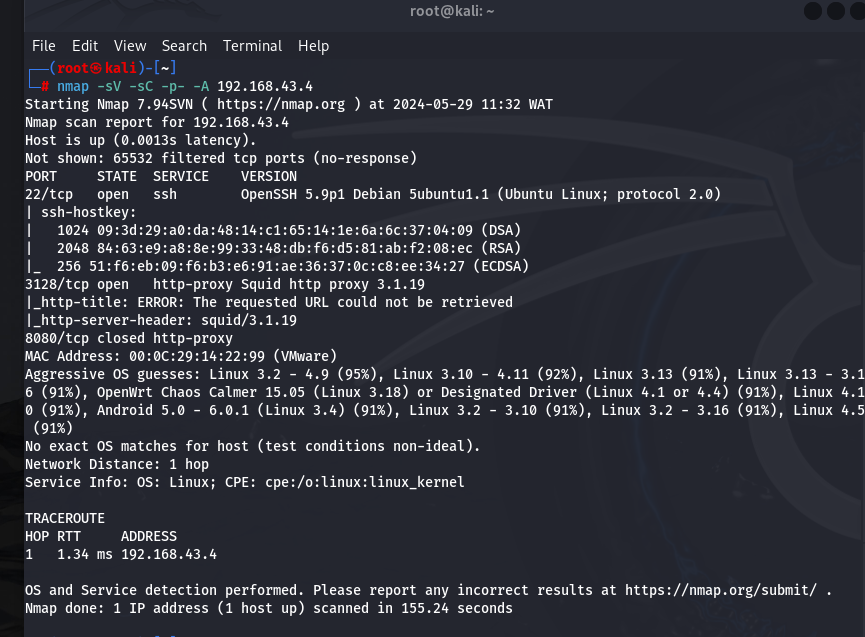 root@kali: ~
File Edit View Search Terminal Help
┌──(root㉿kali)-[~]
└─# nmap -sV -sC -p- -A 192.168.43.4
Starting Nmap 7.94SVN ( https://nmap.org ) at 2024-05-29 11:32 WAT
Nmap scan report for 192.168.43.4
Host is up (0.0013s latency).
Not shown: 65532 filtered tcp ports (no-response)
PORT     STATE  SERVICE    VERSION
22/tcp   open   ssh        OpenSSH 5.9p1 Debian 5ubuntu1.1 (Ubuntu Linux; protocol 2.0)
| ssh-hostkey:
|   1024 09:3d:29:a0:da:48:14:c1:65:14:1e:6a:6c:37:04:09 (DSA)
|   2048 84:63:e9:a8:8e:99:33:48:db:f6:d5:81:ab:f2:08:ec (RSA)
|_  256 51:f6:eb:09:f6:b3:e6:91:ae:36:37:0c:c8:ee:34:27 (ECDSA)
3128/tcp open   http-proxy Squid http proxy 3.1.19
|_http-title: ERROR: The requested URL could not be retrieved
|_http-server-header: squid/3.1.19
8080/tcp closed http-proxy
MAC Address: 00:0C:29:14:22:99 (VMware)
Aggressive OS guesses: Linux 3.2 - 4.9 (95%), Linux 3.10 - 4.11 (92%), Linux 3.13 (91%), Linux 3.13 - 3.1
6 (91%), OpenWrt Chaos Calmer 15.05 (Linux 3.18) or Designated Driver (Linux 4.1 or 4.4) (91%), Linux 4.1
0 (91%), Android 5.0 - 6.0.1 (Linux 3.4) (91%), Linux 3.2 - 3.10 (91%), Linux 3.2 - 3.16 (91%), Linux 4.5
(91%)
No exact OS matches for host (test conditions non-ideal).
Network Distance: 1 hop
Service Info: OS: Linux; CPE: cpe:/o:linux:linux_kernel
TRACEROUTE
HOP RTT     ADDRESS
1   1.34 ms 192.168.43.4
OS and Service detection performed. Please report any incorrect results at https://nmap.org/submit/ .
Nmap done: 1 IP address (1 host up) scanned in 155.24 seconds